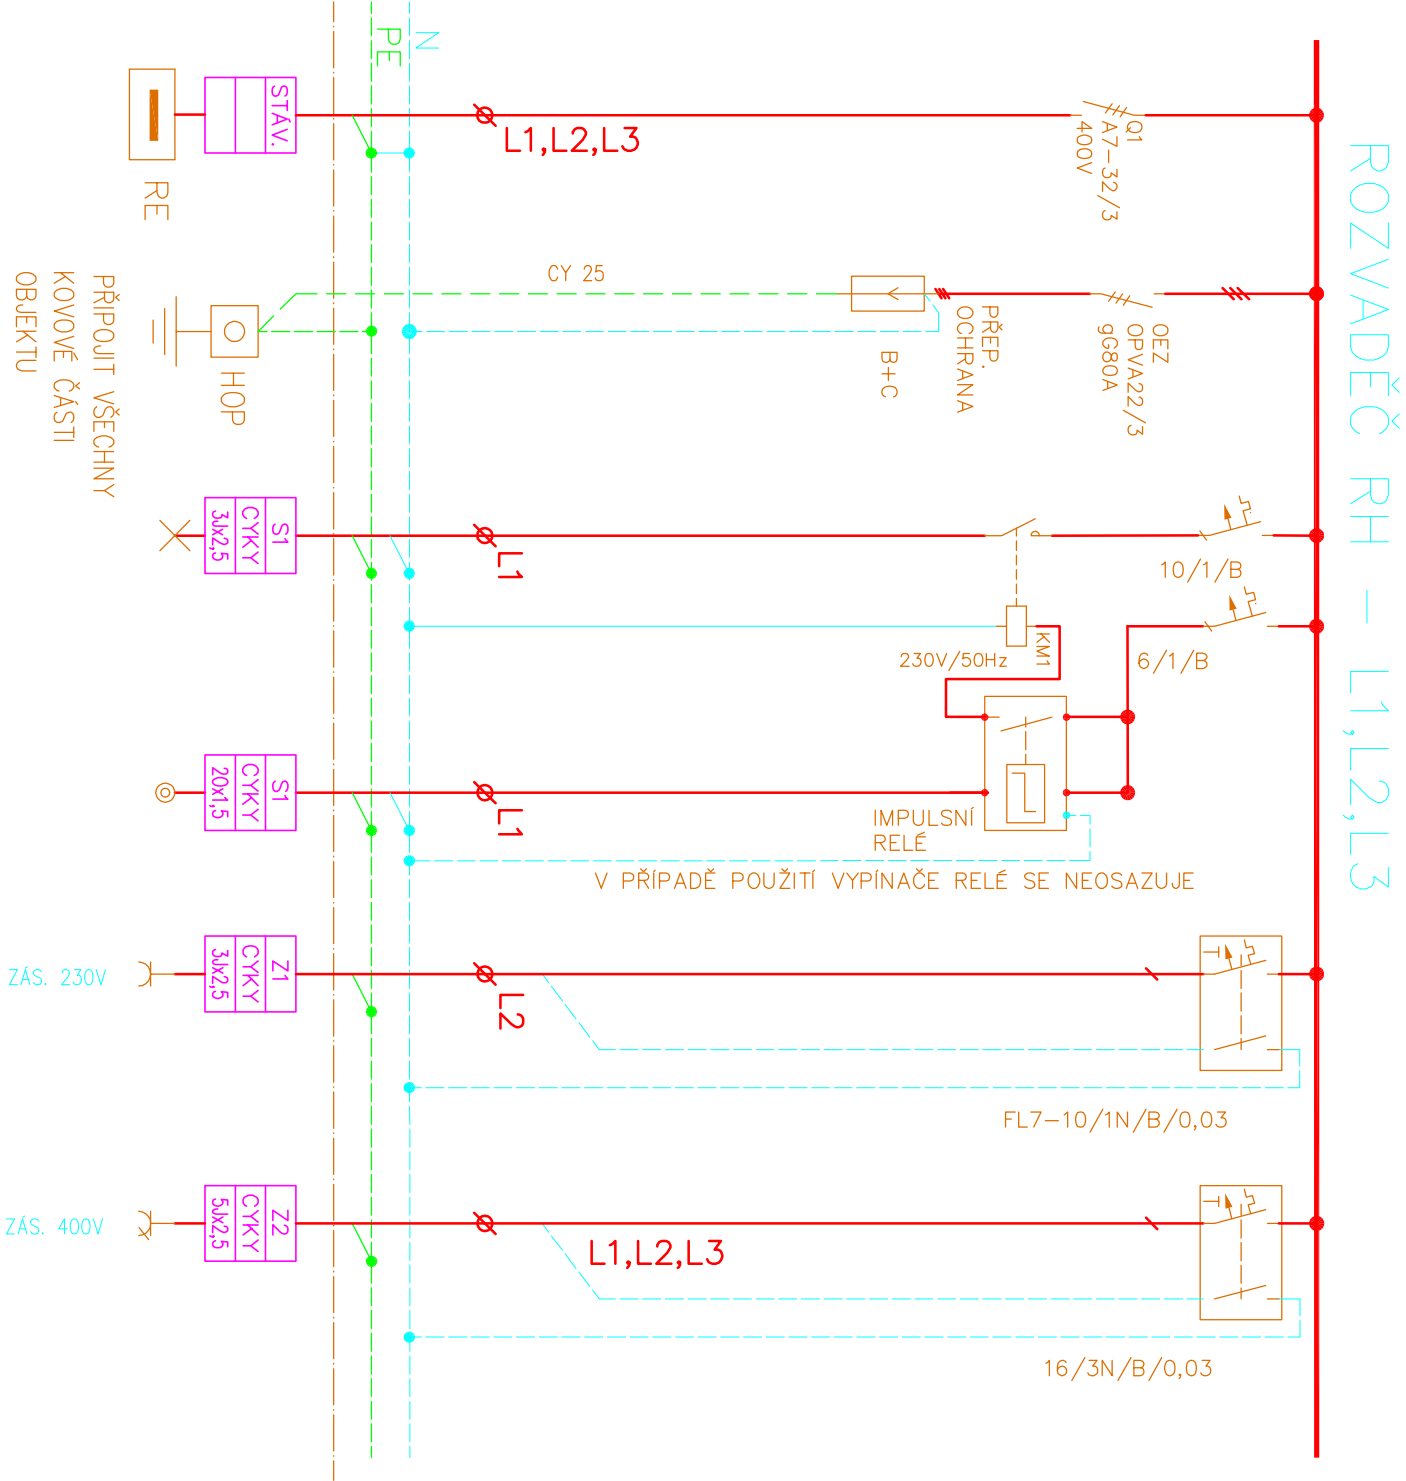 ROZVADĚČ RH – L1,L2,L3
N
PE
STÁV.
RE
L1,L2,L3
Q1
A7-32/3
400V
PŘIPOJIT VŠECHNY
KOVOVÉ ČÁSTI
OBJEKTU
HOP
CY 25
B+C
PŘEP.
OCHRANA
OEZ
OPVA22/3
gG80A
S1
CYKY
3Jx2,5
L1
10/1/B
6/1/B
KM1
230V/50Hz
S1
CYKY
20x1,5
L1
IMPULSNÍ
RELÉ
V PŘÍPADĚ POUŽITÍ VYPÍNAČE RELÉ SE NEOSAZUJE
ZÁS. 230V
Z1
CYKY
3Jx2,5
L2
FL7-10/1N/B/0,03
ZÁS. 400V
Z2
CYKY
5Jx2,5
L1,L2,L3
16/3N/B/0,03